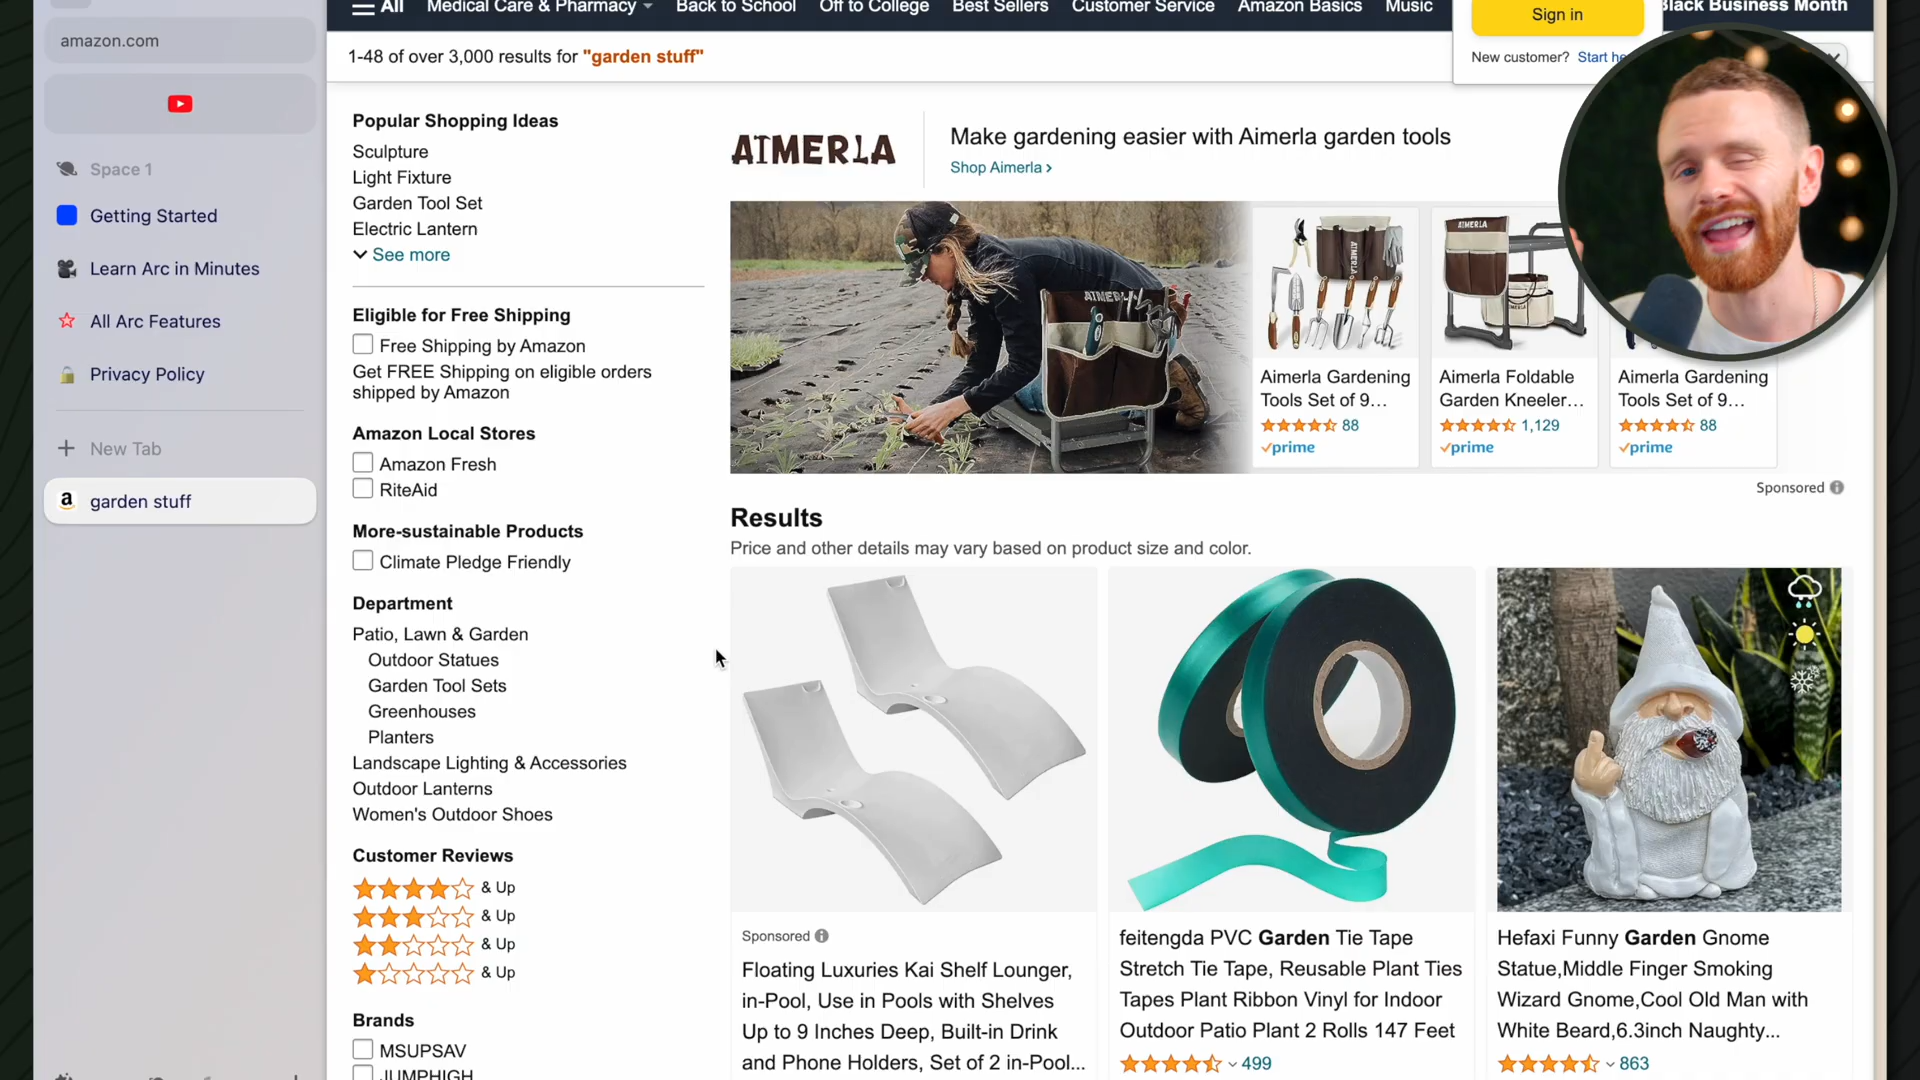 amazon.com
Space 1
Getting Started
Learn Arc in Minutes
All Arc Features
Privacy Policy
New Tab
garden stuff
All Medical Care & Pharmacy Back to School Off to College Best Sellers Customer Service Amazon Basics Music
Black Business Month
Sign in
New customer? Start
1-48 of over 3,000 results for "garden stuff"
Popular Shopping Ideas
Sculpture
Light Fixture
Garden Tool Set
Electric Lantern
See more
Eligible for Free Shipping
Free Shipping by Amazon
Get FREE Shipping on eligible orders
shipped by Amazon
Amazon Local Stores
Amazon Fresh
RiteAid
More-sustainable Products
Climate Pledge Friendly
Department
Patio, Lawn & Garden
Outdoor Statues
Garden Tool Sets
Greenhouses
Planters
Landscape Lighting & Accessories
Outdoor Lanterns
Women's Outdoor Shoes
Customer Reviews
& Up
& Up
& Up
& Up
Brands
MSUPSAV
JUMPHIGH
AIMERLA
Make gardening easier with Aimerla garden tools
Shop Aimerla ›
AIMERLA
AIMERLA
AIMERLA
Aimerla Gardening
Tools Set of 9...
88
prime
Aimerla Foldable
Garden Kneeler...
1,129
prime
Aimerla Gardening
Tools Set of 9...
88
prime
Sponsored
Results
Price and other details may vary based on product size and color.
Sponsored
Floating Luxuries Kai Shelf Lounger,
in-Pool, Use in Pools with Shelves
Up to 9 Inches Deep, Built-in Drink
and Phone Holders, Set of 2 in-Pool...
feitengda PVC Garden Tie Tape
Stretch Tie Tape, Reusable Plant Ties
Tapes Plant Ribbon Vinyl for Indoor
Outdoor Patio Plant 2 Rolls 147 Feet
499
Hefaxi Funny Garden Gnome
Statue,Middle Finger Smoking
Wizard Gnome,Cool Old Man with
White Beard,6.3inch Naughty...
863